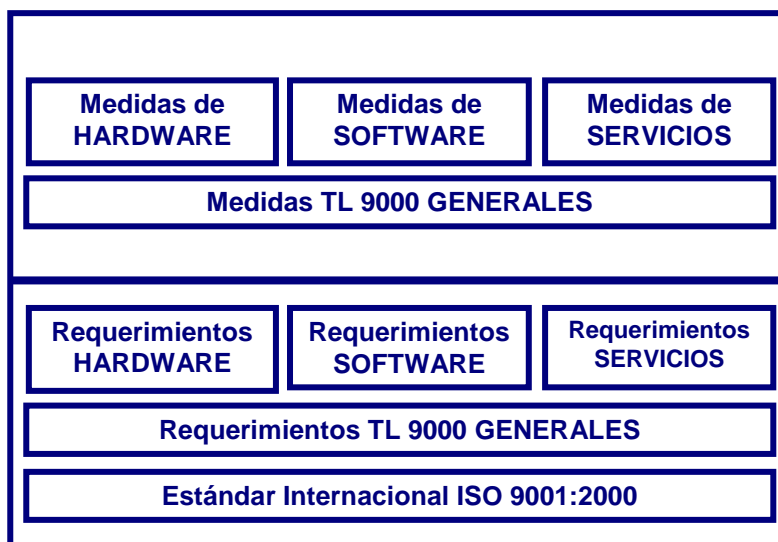 Medidas de
HARDWARE
Medidas de
SOFTWARE
Medidas de
SERVICIOS
Medidas TL 9000 GENERALES
Requerimientos
HARDWARE
Requerimientos
SOFTWARE
Requerimientos
SERVICIOS
Requerimientos TL 9000 GENERALES
Estándar Internacional ISO 9001:2000